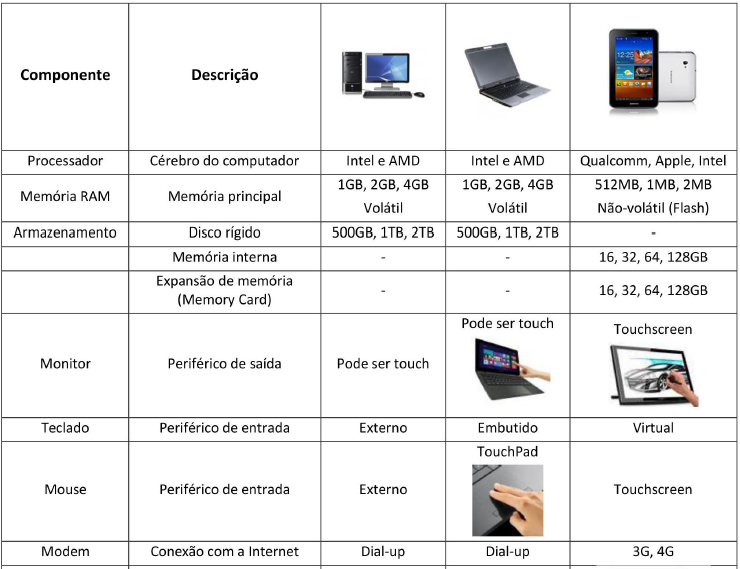 Componente Descrição
Processador Cérebro do computador Intel e AMD Intel e AMD Qualcomm, Apple, Intel
Memória RAM Memória principal 1GB, 2GB, 4GB 1GB, 2GB, 4GB 512MB, 1MB, 2MB
Volátil Volátil Não-volátil (Flash)
Armazenamento Disco rígido 500GB, 1TB, 2TB 500GB, 1TB, 2TB -
Memória interna - - 16, 32, 64, 128GB
Expansão de memória
(Memory Card) - - 16, 32, 64, 128GB
Monitor Periférico de saída Pode ser touch Pode ser touch Touchscreen
Teclado Periférico de entrada Externo Embutido Virtual
Mouse Periférico de entrada Externo TouchPad Touchscreen
Modem Conexão com a Internet Dial-up Dial-up 3G, 4G